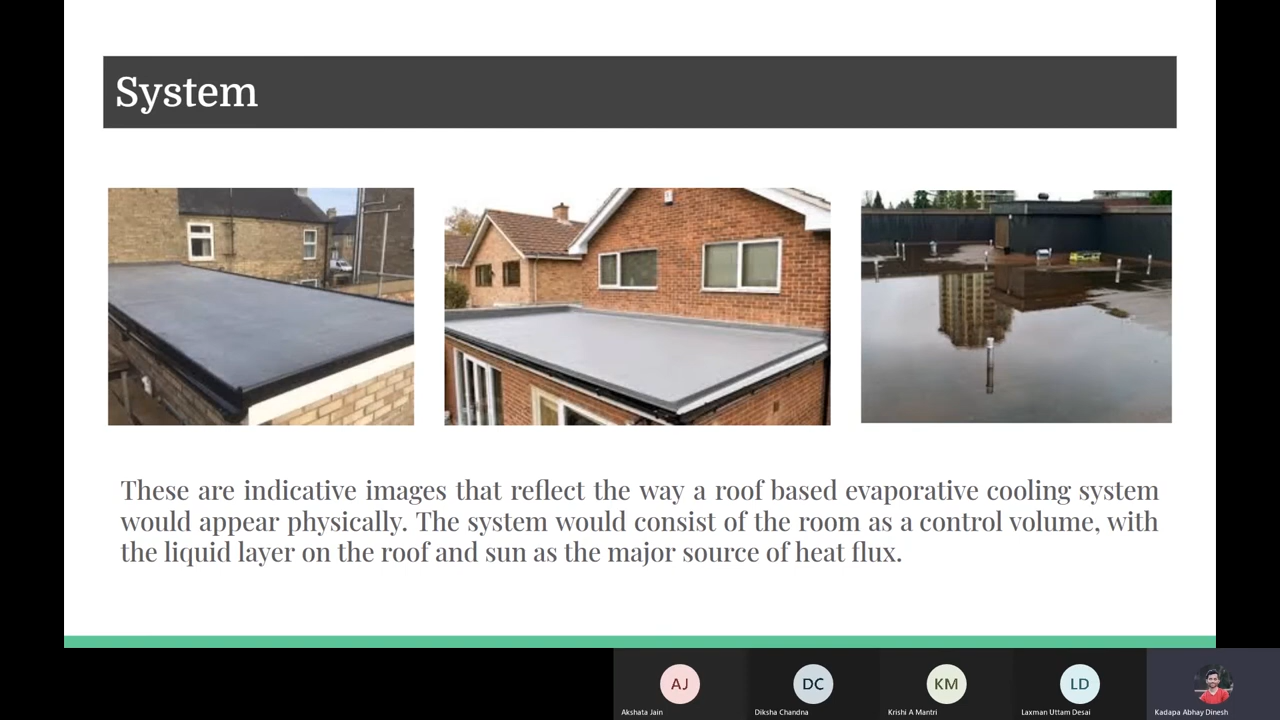 System
These are indicative images that reflect the way a roof based evaporative cooling system
would appear physically. The system would consist of the room as a control volume, with
the liquid layer on the roof and sun as the major source of heat flux.
AJ
DC
KM
LD
Akshata Jain
Diksha Chandna
Krishi A Mantri
Laxman Uttam Desai
Kadapa Abhay Dinesh